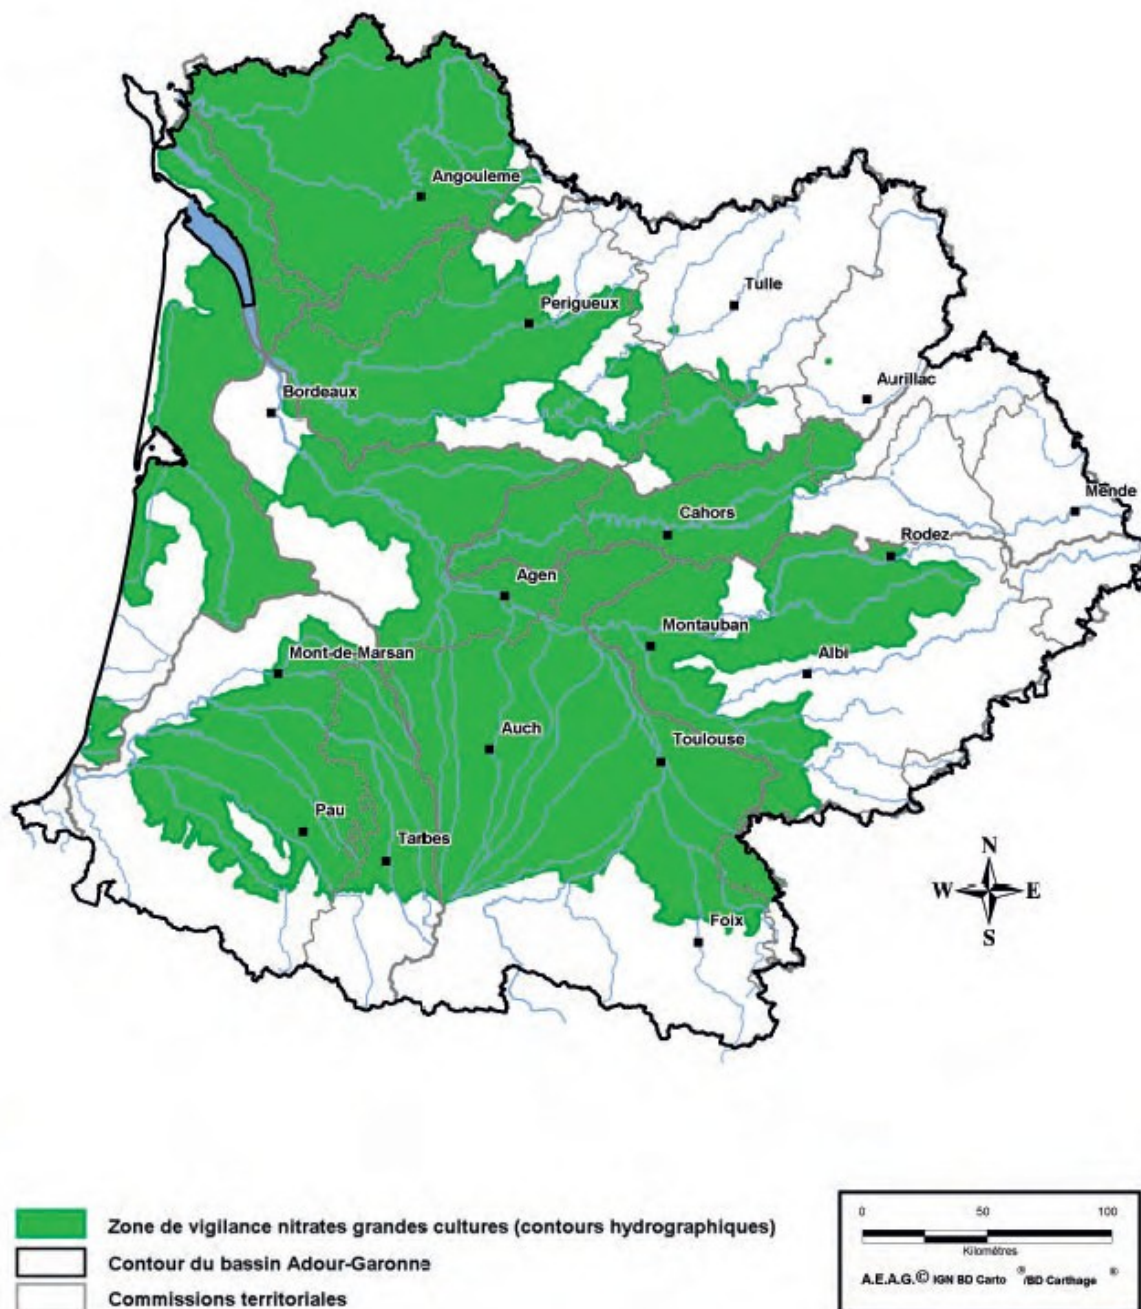 Angouleme
Perigueux
Tulle
Aurillac
Bordeaux
Mende
Cahors
Rodez
Agen
Montauban
Mont-de-Marsan
Albi
Auch
Toulouse
Pau
Tarbes
Foix
N
W E
S
Zone de vigilance nitrates grandes cultures (contours hydrographiques)
Contour du bassin Adour-Garonne
Commissions territoriales
0 50 100
Kilomètres
A.E.A.G.© IGN BD Carto ® /BD Carthage ®